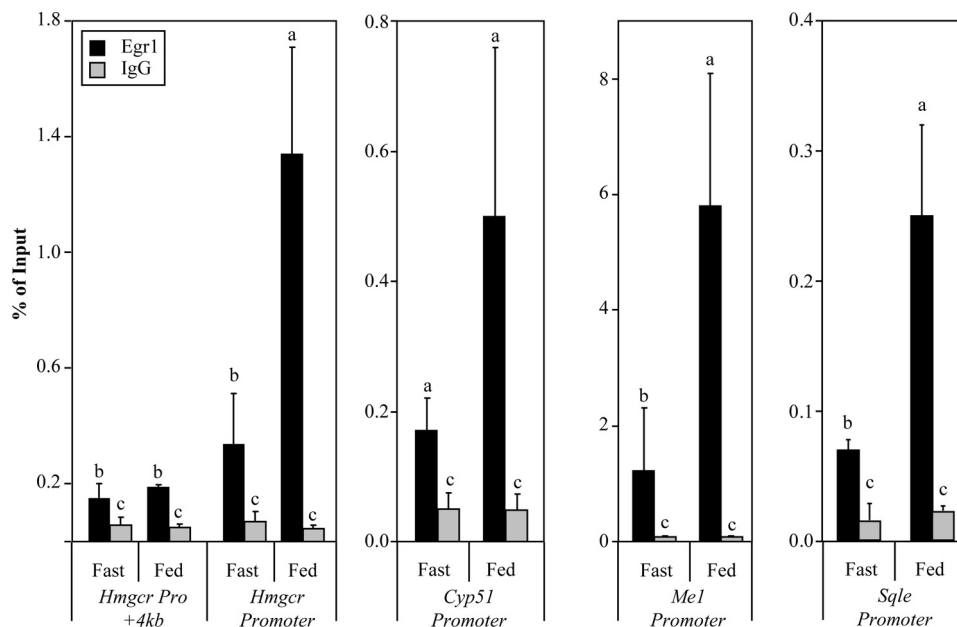 % of Input
1.8
1.4
1.0
0.6
0.2
Egr1
IgG
b
c
b
c
b
c
a
c
Fast
Fed
Fast
Fed
Hmgcr Pro
+4kb
Hmgcr
Promoter
0.8
0.6
0.4
0.2
0.0
a
c
a
c
Fast
Fed
Cyp51
Promoter
8
6
4
2
0
b
c
a
c
Fast
Fed
Me1
Promoter
0.4
0.3
0.2
0.1
0.0
b
c
a
c
Fast
Fed
Sqle
Promoter